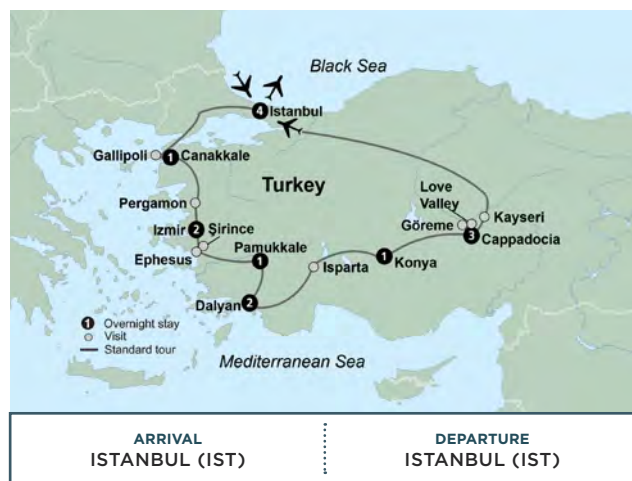 Black Sea
4 Istanbul
Gallipoli
1 Canakkale
Turkey
Love
Valley
Pergamon
Kayseri
Göreme
Izmir 2 Şirince
3 Cappadocia
Pamukkale
1
Ephesus
Isparta
1
Konya
Dalyan 2
1 Overnight stay
Visit
Standard tour
Mediterranean Sea
ARRIVAL
ISTANBUL (IST)
DEPARTURE
ISTANBUL (IST)